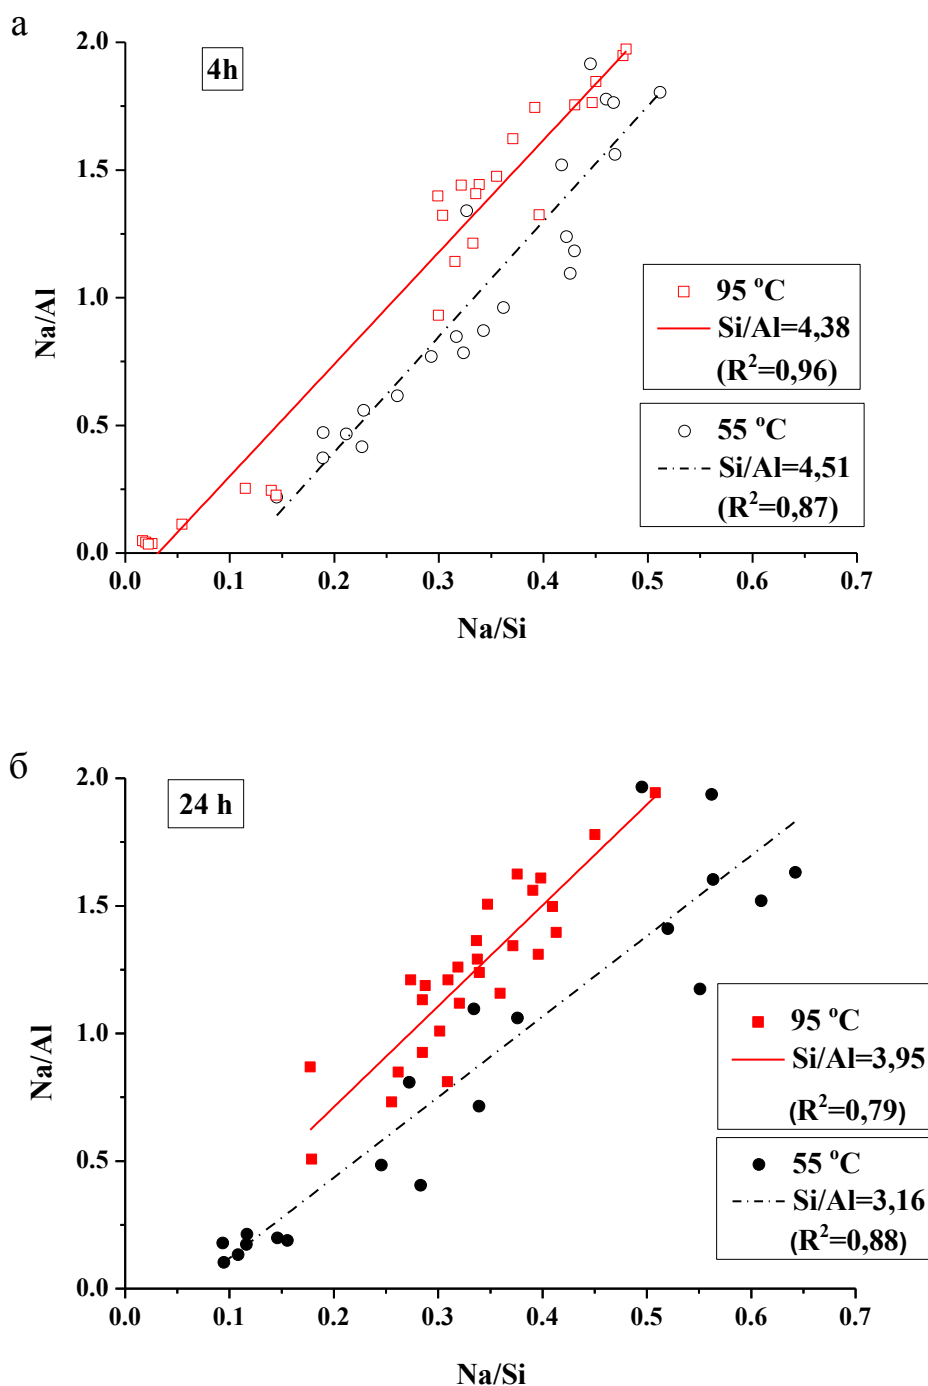 а
4h
2.0
1.5
1.0
0.5
0.0
Na/Al
95 ºC
Si/Al=4,38
(R²=0,96)
55 ºC
Si/Al=4,51
(R²=0,87)
0.0 0.1 0.2 0.3 0.4 0.5 0.6 0.7
Na/Si
б
24 h
2.0
1.5
1.0
0.5
0.0
Na/Al
95 ºC
Si/Al=3,95
(R²=0,79)
55 ºC
Si/Al=3,16
(R²=0,88)
0.0 0.1 0.2 0.3 0.4 0.5 0.6 0.7
Na/Si